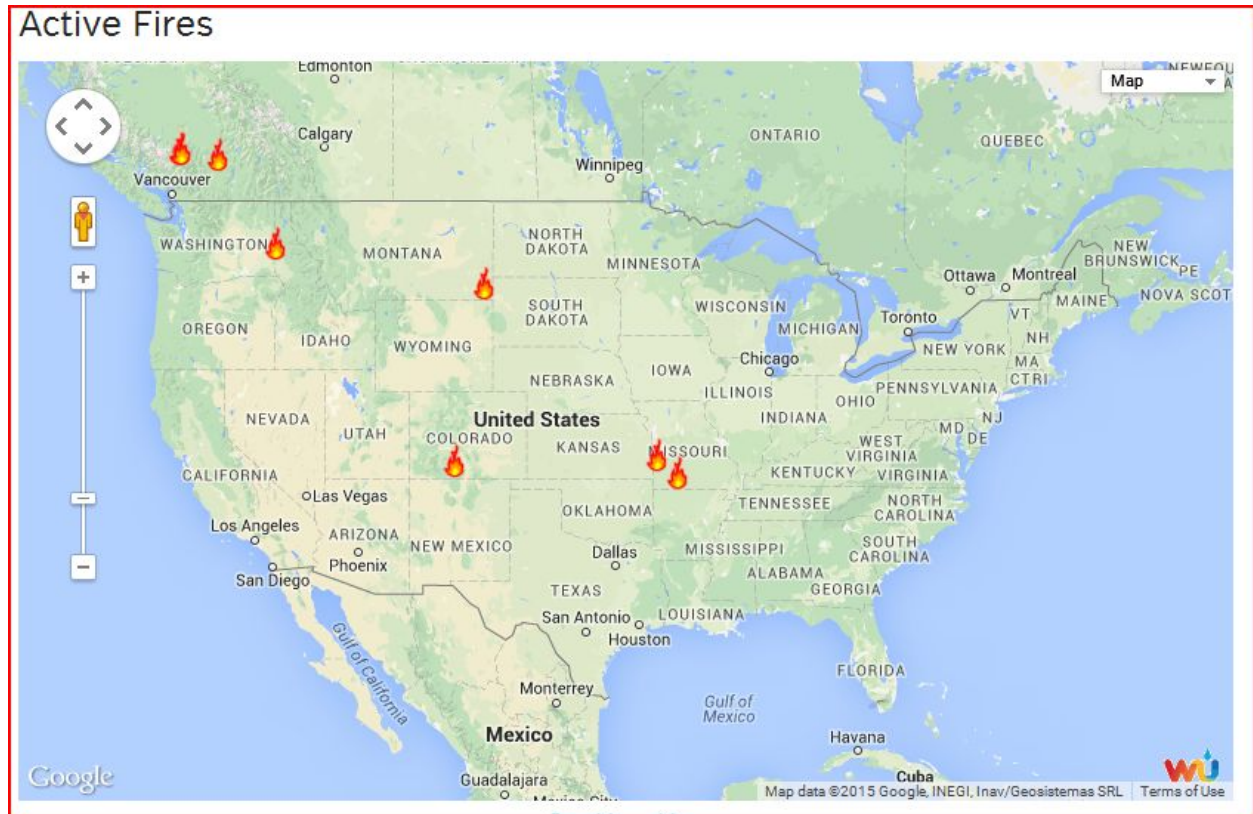 Active Fires
Edmonton
Map
Calgary
ONTARIO
QUEBEC
Winnipeg
Vancouver
WASHINGTON
MONTANA
NORTH
DAKOTA
MINNESOTA
NEW
BRUNSWICK
PE
Ottawa
Montreal
MAINE
NOVA SCOT
SOUTH
DAKOTA
WISCONSIN
MICHIGAN
Toronto
VT
NH
OREGON
IDAHO
WYOMING
NEW YORK
MA
CT
RI
Chicago
IOWA
NEBRASKA
ILLINOIS
OHIO
PENNSYLVANIA
NEVADA
UTAH
United States
COLORADO
KANSAS
INDIANA
MD
NJ
DE
WEST
VIRGINIA
SSOURI
CALIFORNIA
KENTUCKY
VIRGINIA
Las Vegas
OKLAHOMA
TENNESSEE
NORTH
CAROLINA
Los Angeles
ARIZONA
NEW MEXICO
Phoenix
Dallas
MISSISSIPPI
SOUTH
CAROLINA
San Diego
TEXAS
ALABAMA
GEORGIA
San Antonio
LOUISIANA
Houston
Gulf of California
FLORIDA
Monterrey
Gulf of
Mexico
Mexico
Havana
Google
Guadalajara
Cuba
WU
Map data ©2015 Google, INEGI, Inav/Geosistemas SRL
Terms of Use